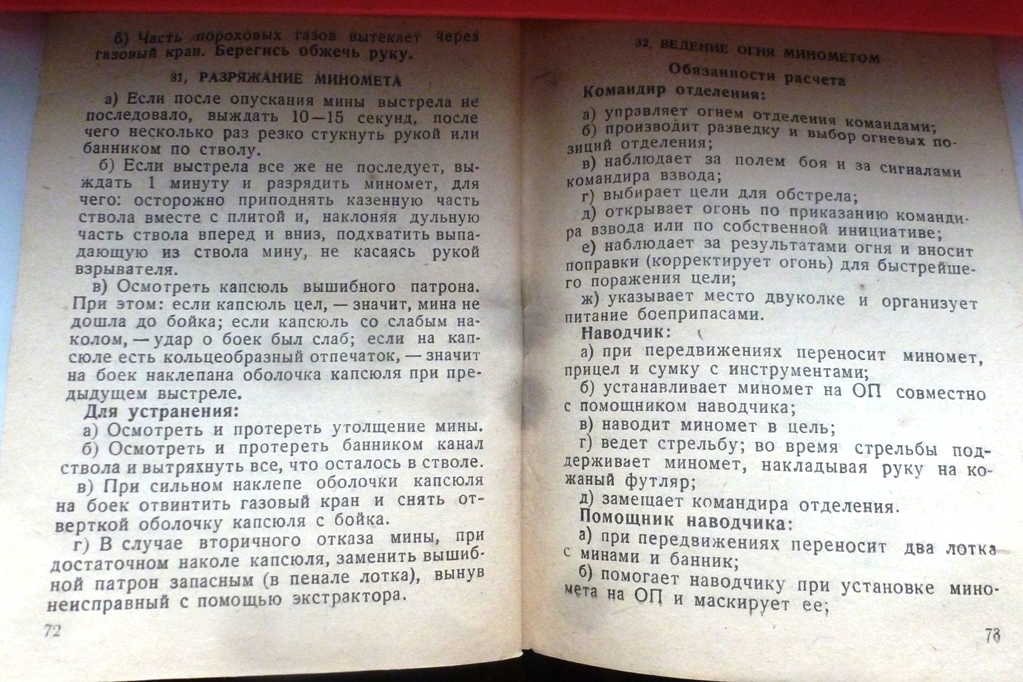 б) Часть пороховых газов вытекает через
газовый кран. Берегись обжечь руку.
31, РАЗРЯЖАНИЕ МИНОМЕТА
а) Если после опускания мины выстрела не
последовало, выждать 10—15 секунд, после
чего несколько раз резко стукнуть рукой или
банником по стволу.
б) Если выстрела все же не последует, вы-
ждать 1 минуту и разрядить миномет, для
чего: осторожно приподнять казенную часть
ствола вместе с плитой и, наклоняя дульную
часть ствола вперед и вниз, подхватить выпа-
дающую из ствола мину, не касаясь рукой
взрывателя.
в) Осмотреть капсюль вышибного патрона.
При этом: если капсюль цел, — значит, мина не
дошла до бойка; если капсюль со слабым на-
колом, — удар о боек был слаб; если на кап-
сюле есть кольцеобразный отпечаток, — значит
на боек наклепана оболочка капсюля при пре-
дыдущем выстреле.
Для устранения:
а) Осмотреть и протереть утолщение мины.
б) Осмотреть и протереть банником канал
ствола и вытряхнуть все, что осталось в стволе.
в) При сильном наклепе оболочки капсюля
на боек отвинтить газовый кран и снять от-
верткой оболочку капсюля с бойка.
г) В случае вторичного отказа мины, при
достаточном наколе капсюля, заменить вышиб-
ной патрон запасным (в пенале лотка), вынув
неисправный с помощью экстрактора.
72
32, ВЕДЕНИЕ ОГНЯ МИНОМЕТОМ
Обязанности расчета
Командир отделения:
а) управляет огнем отделения командами;
б) производит разведку и выбор огневых по-
зиций отделения;
в) наблюдает за полем боя и за сигналами
командира взвода;
г) выбирает цели для обстрела;
д) открывает огонь по приказанию команди-
ра взвода или по собственной инициативе;
е) наблюдает за результатами огня и вносит
поправки (корректирует огонь) для быстрейше-
го поражения цели;
ж) указывает место двуколке и организует
питание боеприпасами.
Наводчик:
а) при передвижениях переносит миномет,
прицел и сумку с инструментами;
б) устанавливает миномет на ОП совместно
с помощником наводчика;
в) наводит миномет в цель;
г) ведет стрельбу; во время стрельбы под-
держивает миномет, накладывая руку на ко-
жаный футляр;
д) замещает командира отделения.
Помощник наводчика:
а) при передвижениях переносит два лотка
с минами и банник;
б) помогает наводчику при установке мино-
мета на ОП и маскирует ее;
73